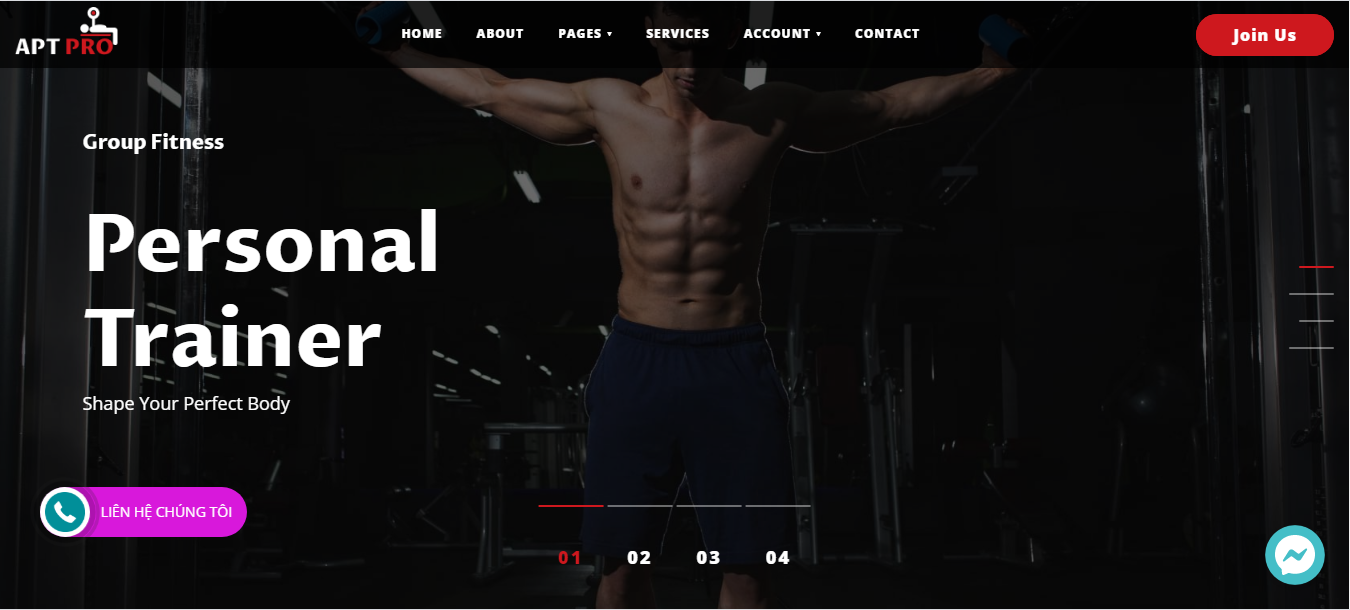 APT PRO
HOME
ABOUT
PAGES
SERVICES
ACCOUNT
CONTACT
Join Us
Group Fitness
Personal
Trainer
Shape Your Perfect Body
LIÊN HỆ CHÚNG TÔI
01 02 03 04